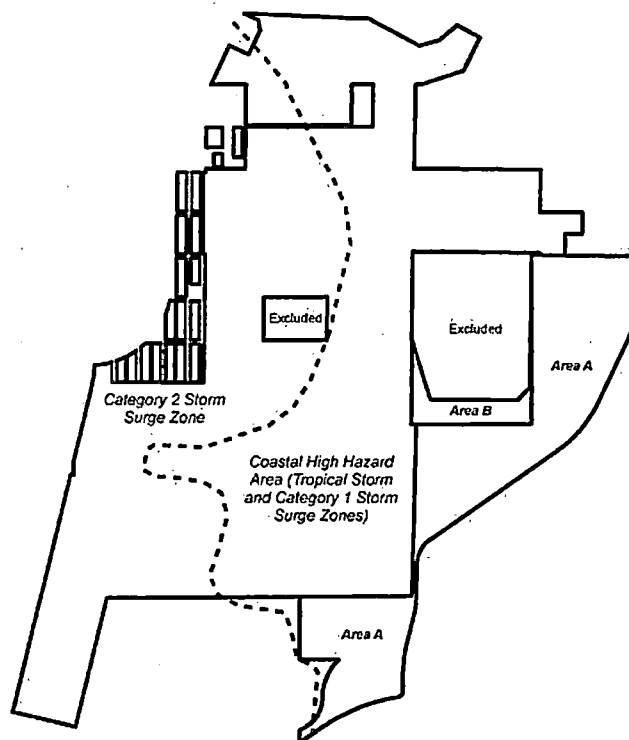 Excluded
Excluded
Area A
Area B
Category 2 Storm
Surge Zone
Coastal High Hazard
Area (Tropical Storm
and Category 1 Storm
Surge Zones)
Area A